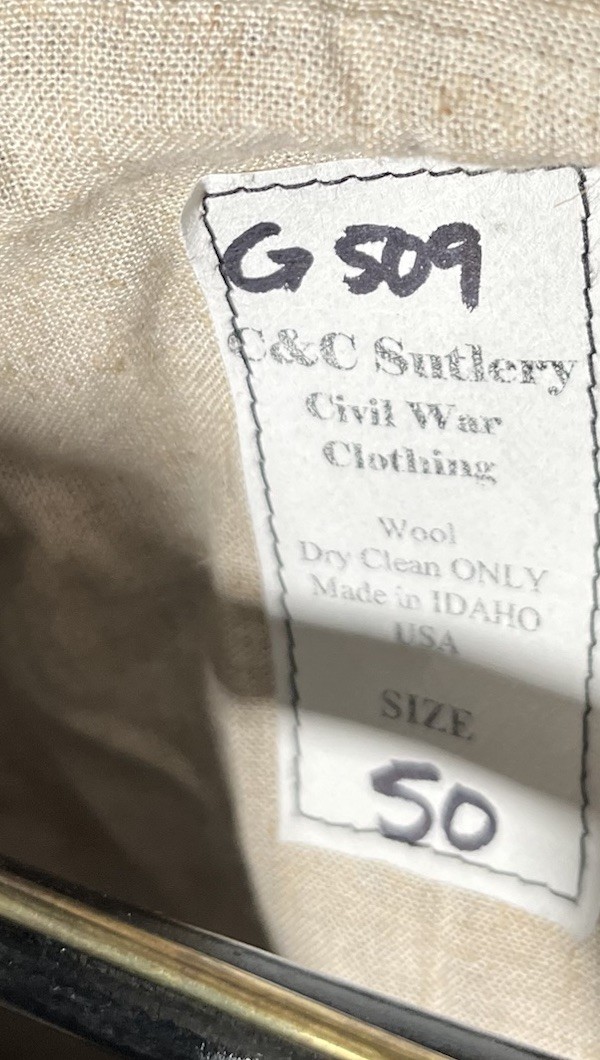 G 509
C&C Sutlery
Civil War
Clothing
Wool
Dry Clean ONLY
Made in IDAHO
USA
SIZE
50